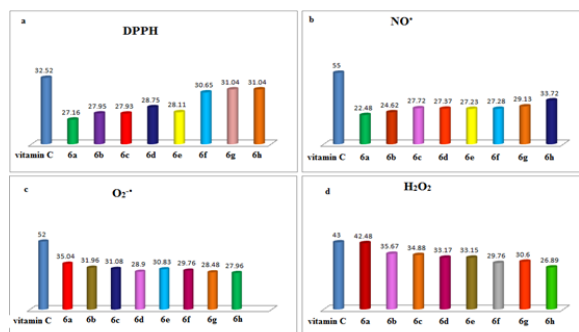 a
DPPH
32.52 27.16 27.95 27.93 28.75 28.11 30.65 31.04 31.04
vitamin C 6a 6b 6c 6d 6e 6f 6g 6h
b
NO•
55 22.48 24.62 27.72 27.37 27.23 27.28 29.13 33.72
vitamin C 6a 6b 6c 6d 6e 6f 6g 6h
c
O₂⁻•
52 35.04 31.96 31.08 28.9 30.83 29.76 28.48 27.96
vitamin C 6a 6b 6c 6d 6e 6f 6g 6h
d
H₂O₂
43 42.48 35.67 34.88 33.17 33.15 29.76 30.6 26.89
vitamin C 6a 6b 6c 6d 6e 6f 6g 6h